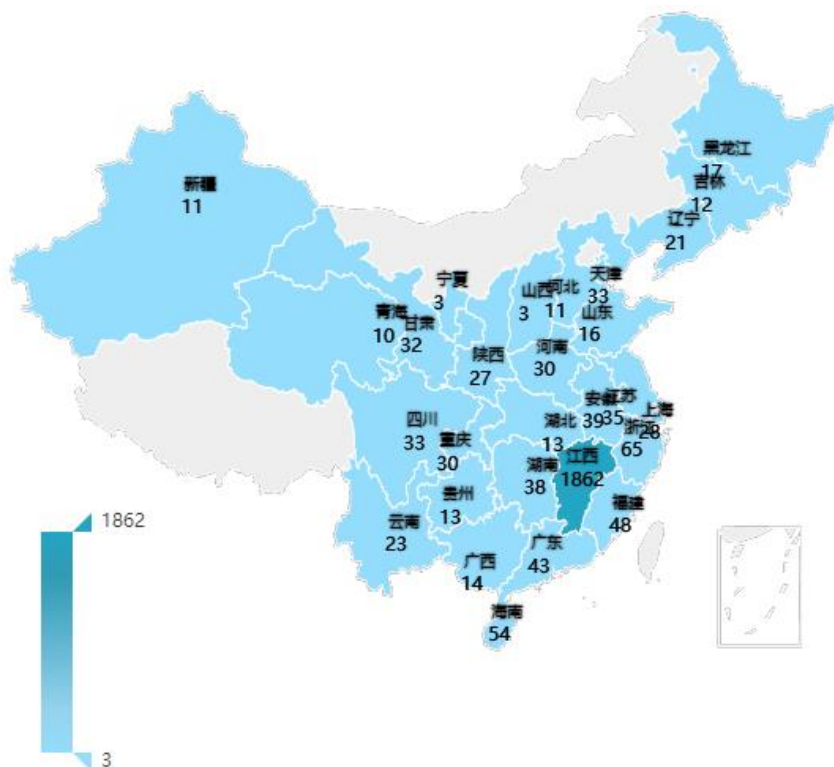 黑龙江
17
吉林
12
辽宁
21
新疆
11
宁夏
3
天津
33
山西
3
河北
11
山东
16
青海
10
甘肃
32
陕西
27
河南
30
安徽
39
江苏
35
上海
28
浙江
65
四川
33
重庆
30
湖北
13
江西
1862
湖南
38
贵州
13
福建
48
云南
23
广西
14
广东
43
海南
54
1862
3